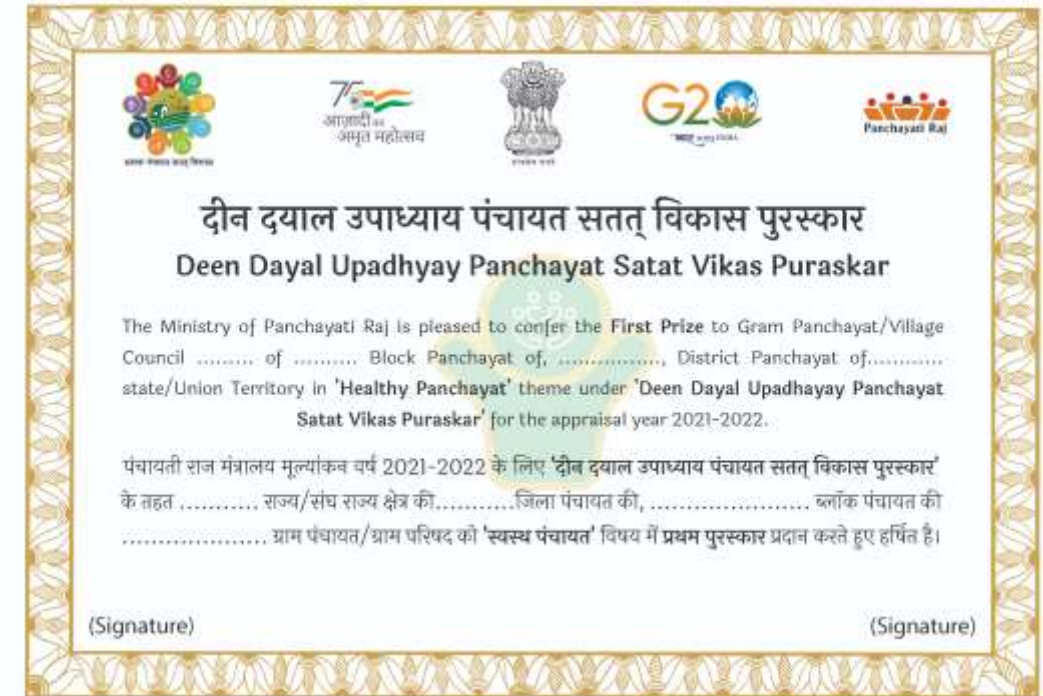 75
आज़ादी का
अमृत महोत्सव
G20
Panchayati Raj
दीन दयाल उपाध्याय पंचायत सतत् विकास पुरस्कार
Deen Dayal Upadhyay Panchayat Satat Vikas Puraskar
The Ministry of Panchayati Raj is pleased to confer the First Prize to Gram Panchayat/Village
Council ......... of .......... Block Panchayat of, ................, District Panchayat of............
state/Union Territory in 'Healthy Panchayat' theme under 'Deen Dayal Upadhayay Panchayat
Satat Vikas Puraskar' for the appraisal year 2021-2022.
पंचायती राज मंत्रालय मूल्यांकन वर्ष 2021-2022 के लिए 'दीन दयाल उपाध्याय पंचायत सतत् विकास पुरस्कार'
के तहत ........... राज्य/संघ राज्य क्षेत्र की...........जिला पंचायत की, ...................... ब्लॉक पंचायत की
.................... ग्राम पंचायत/ग्राम परिषद को 'स्वस्थ पंचायत' विषय में प्रथम पुरस्कार प्रदान करते हुए हर्षित है।
(Signature)
(Signature)